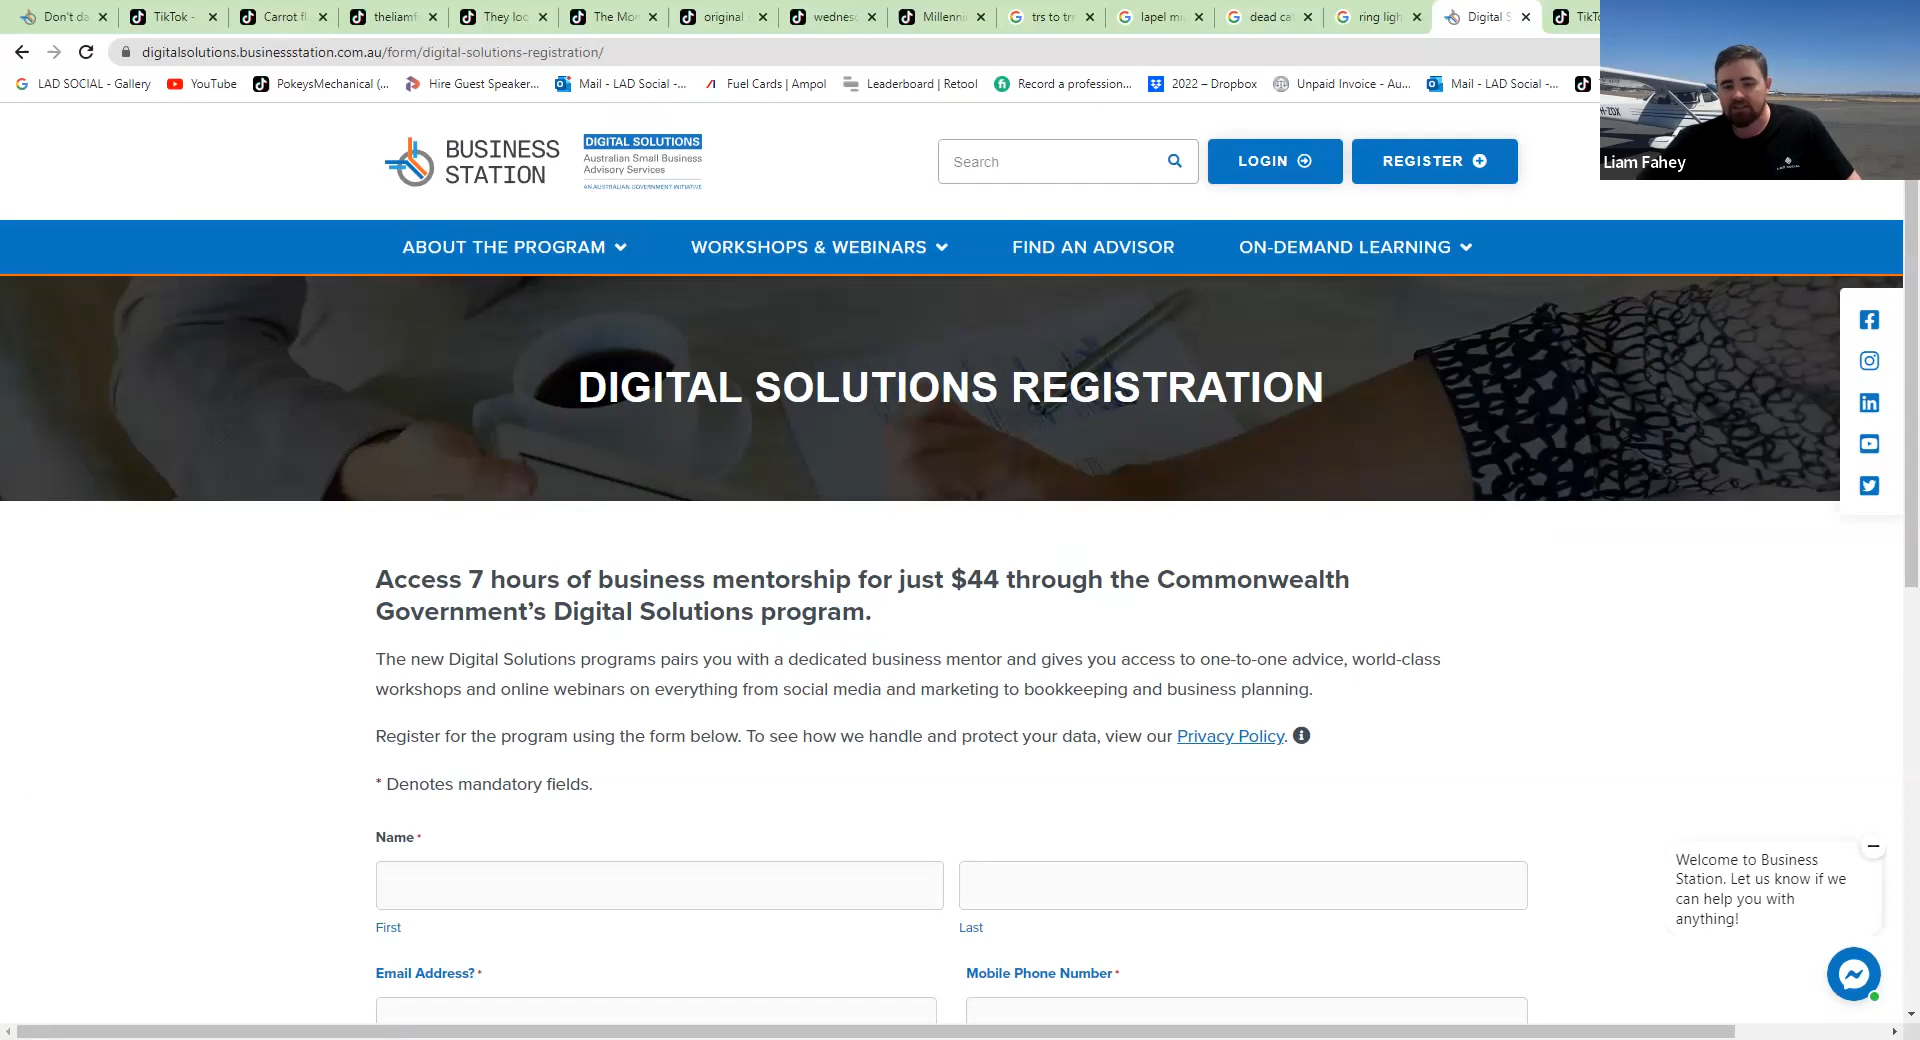 Don't da
TikTok -
Carrot fl
theliamf
They loo
The Mor
original
wednesd
Millenni
trs to trr
lapel mi
dead cat
ring ligh
Digital S
TikTo
digitalsolutions.businessstation.com.au/form/digital-solutions-registration/
LAD SOCIAL - Gallery
YouTube
PokeysMechanical (...
Hire Guest Speaker...
Mail - LAD Social -...
Fuel Cards | Ampol
Leaderboard | Retool
Record a profession...
2022 – Dropbox
Unpaid Invoice - Au...
Mail - LAD Social -...
Liam Fahey
BUSINESS
STATION
DIGITAL SOLUTIONS
Australian Small Business
Advisory Services
AN AUSTRALIAN GOVERNMENT INITIATIVE
Search
LOGIN
REGISTER
ABOUT THE PROGRAM
WORKSHOPS & WEBINARS
FIND AN ADVISOR
ON-DEMAND LEARNING
DIGITAL SOLUTIONS REGISTRATION
Access 7 hours of business mentorship for just $44 through the Commonwealth
Government’s Digital Solutions program.
The new Digital Solutions programs pairs you with a dedicated business mentor and gives you access to one-to-one advice, world-class
workshops and online webinars on everything from social media and marketing to bookkeeping and business planning.
Register for the program using the form below. To see how we handle and protect your data, view our Privacy Policy.
* Denotes mandatory fields.
Name *
First
Last
Email Address? *
Mobile Phone Number *
Welcome to Business
Station. Let us know if we
can help you with
anything!